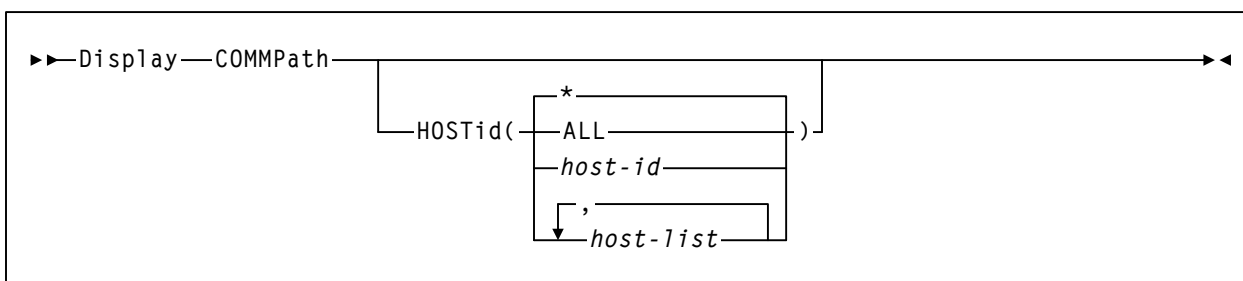 Display COMMPath
*
HOSTid( ALL )
host-id
,
host-list